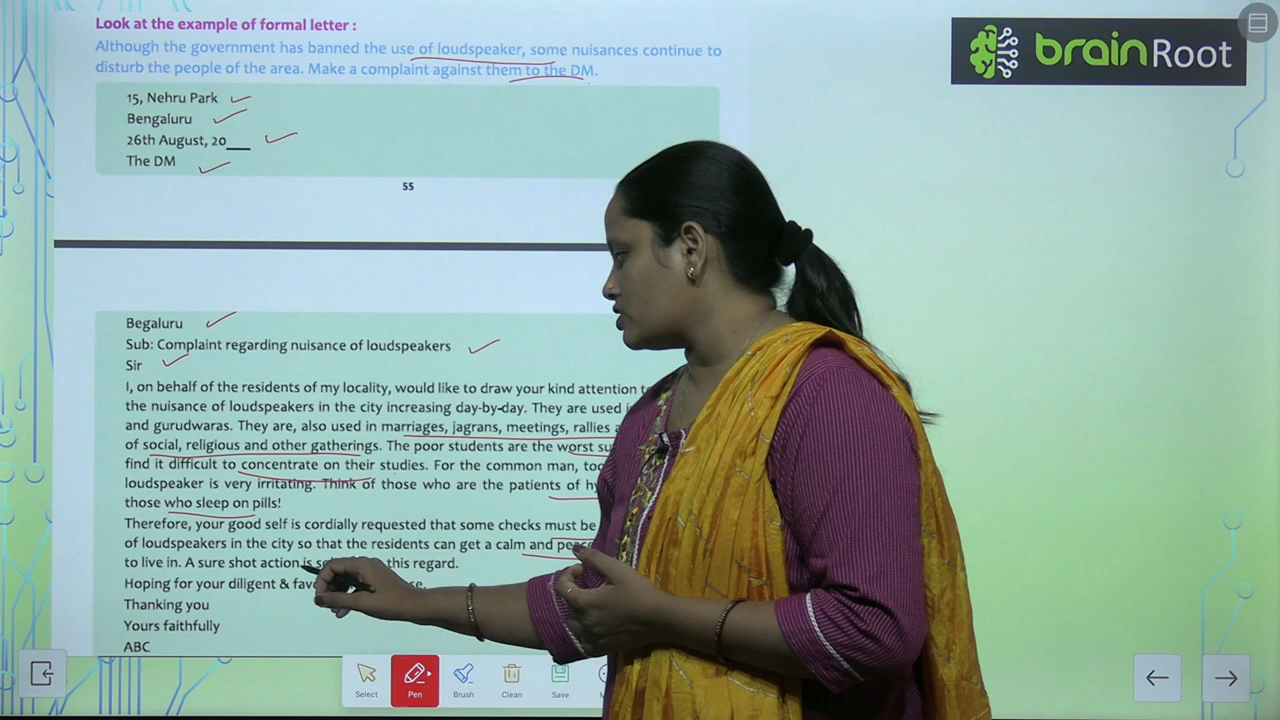 Look at the example of formal letter :
Although the government has banned the use of loudspeaker, some nuisances continue to
disturb the people of the area. Make a complaint against them to the DM.
15, Nehru Park
Bengaluru
26th August, 20__
The DM
55
Begaluru
Sub: Complaint regarding nuisance of loudspeakers
Sir
I, on behalf of the residents of my locality, would like to draw your kind attention
the nuisance of loudspeakers in the city increasing day-by-day. They are used
and gurudwaras. They are, also used in marriages, jagrans, meetings, rallies
of social, religious and other gatherings. The poor students are the worst
find it difficult to concentrate on their studies. For the common man,
loudspeaker is very irritating. Think of those who are the patients of
those who sleep on pills!
Therefore, your good self is cordially requested that some checks must be
of loudspeakers in the city so that the residents can get a calm and
to live in. A sure shot action is this regard.
Hoping for your diligent &
Thanking you
Yours faithfully
ABC
brainRoot
Select
Pen
Brush
Clean
Save